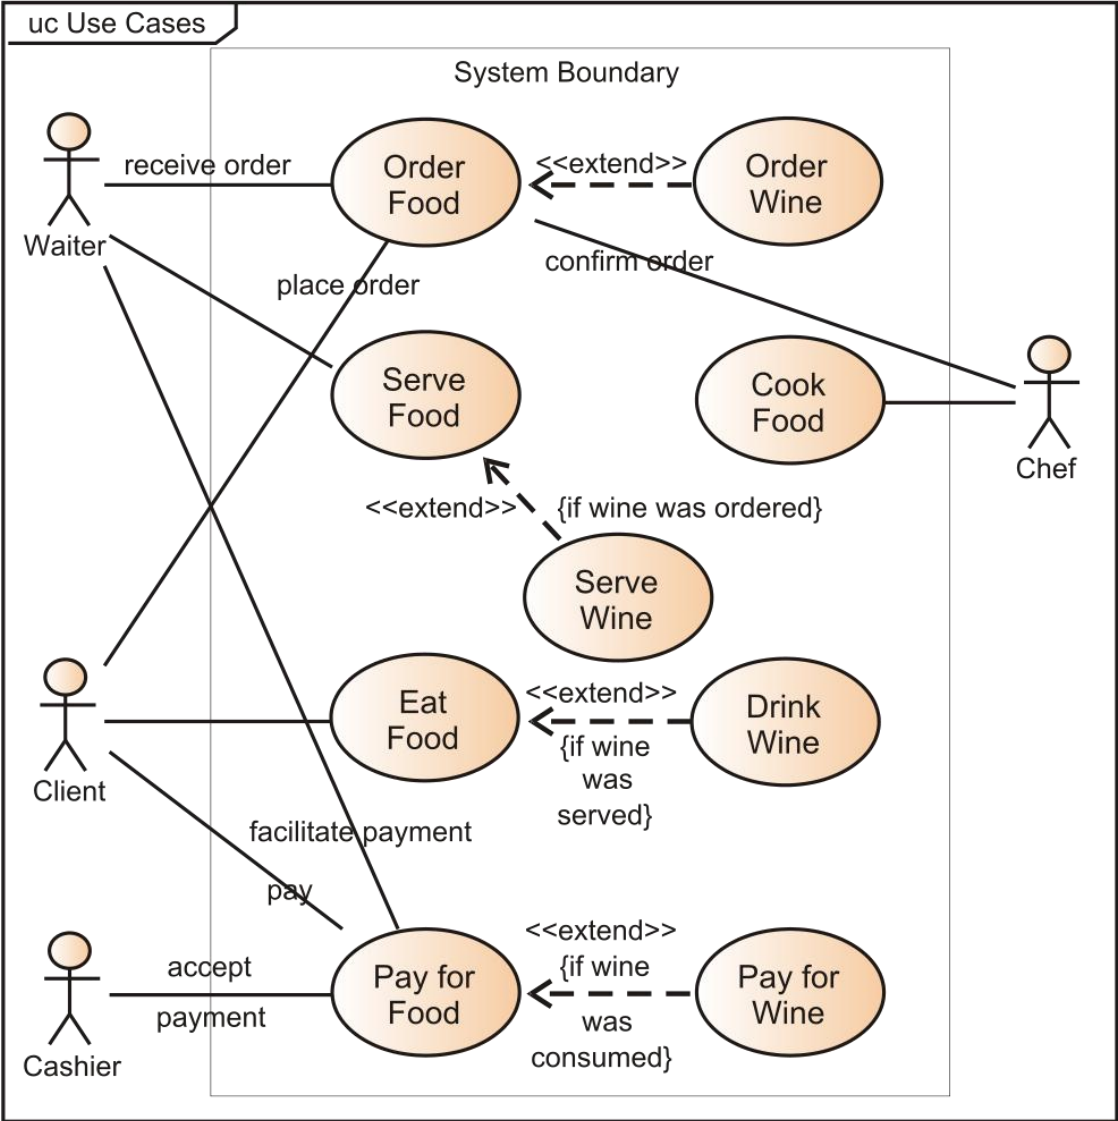 uc Use Cases
System Boundary
receive order
Order
Food
<<extend>>
Order
Wine
Waiter
place order
confirm order
Serve
Food
Cook
Food
Chef
<<extend>>
{if wine was ordered}
Serve
Wine
Eat
Food
<<extend>>
{if wine
was
served}
Drink
Wine
Client
facilitate payment
pay
accept
payment
Cashier
Pay for
Food
<<extend>>
{if wine
was
consumed}
Pay for
Wine